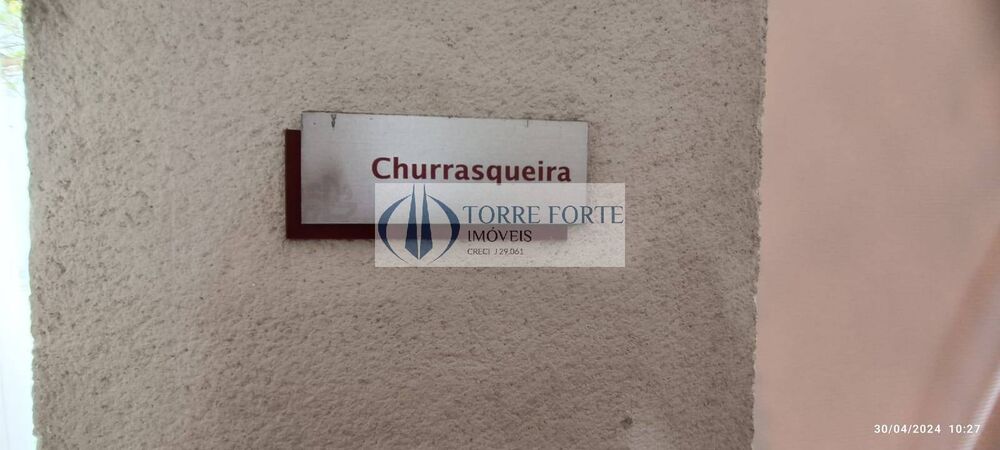 Churrasqueira
TORRE FORTE
IMÓVEIS
CRECI J 29.061
30/04/2024 10:27